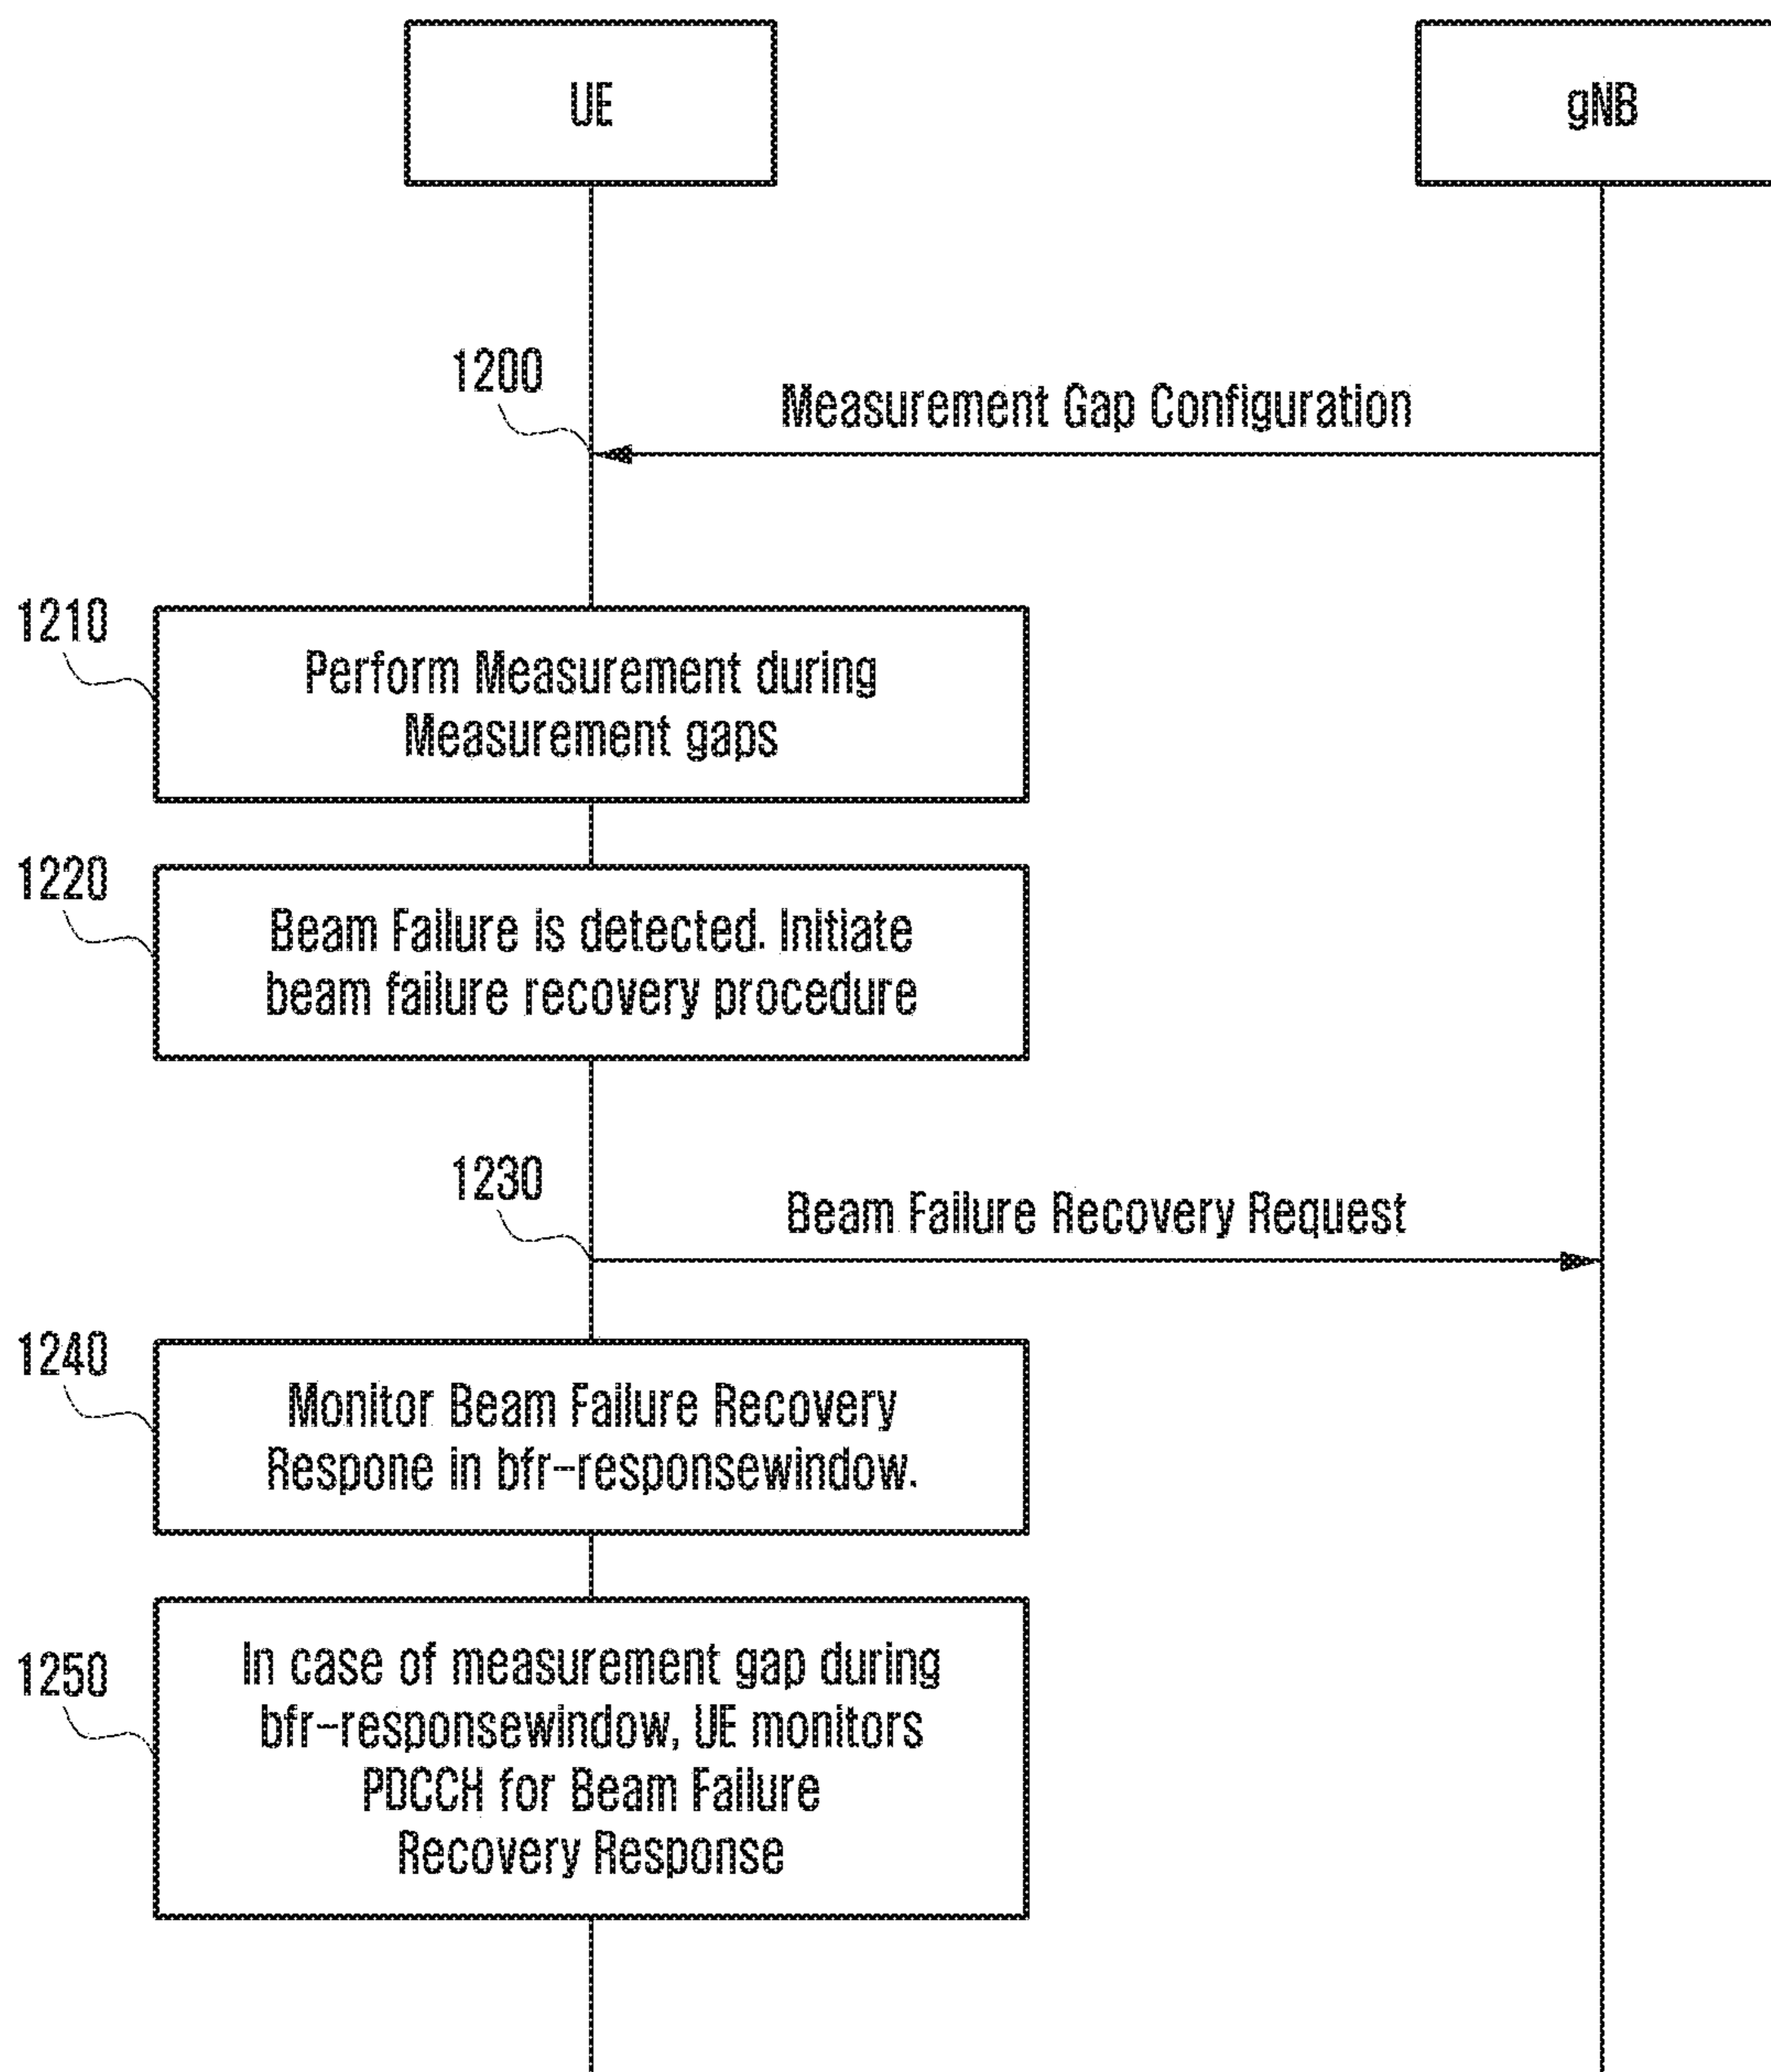 UE
gNB
1200
Measurement Gap Configuration
1210
Perform Measurement during
Measurement gaps
1220
Beam Failure is detected. Initiate
beam failure recovery procedure
1230
Beam Failure Recovery Request
1240
Monitor Beam Failure Recovery
Respone in bfr-responsewindow.
1250
In case of measurement gap during
bfr-responsewindow, UE monitors
PDCCH for Beam Failure
Recovery Response